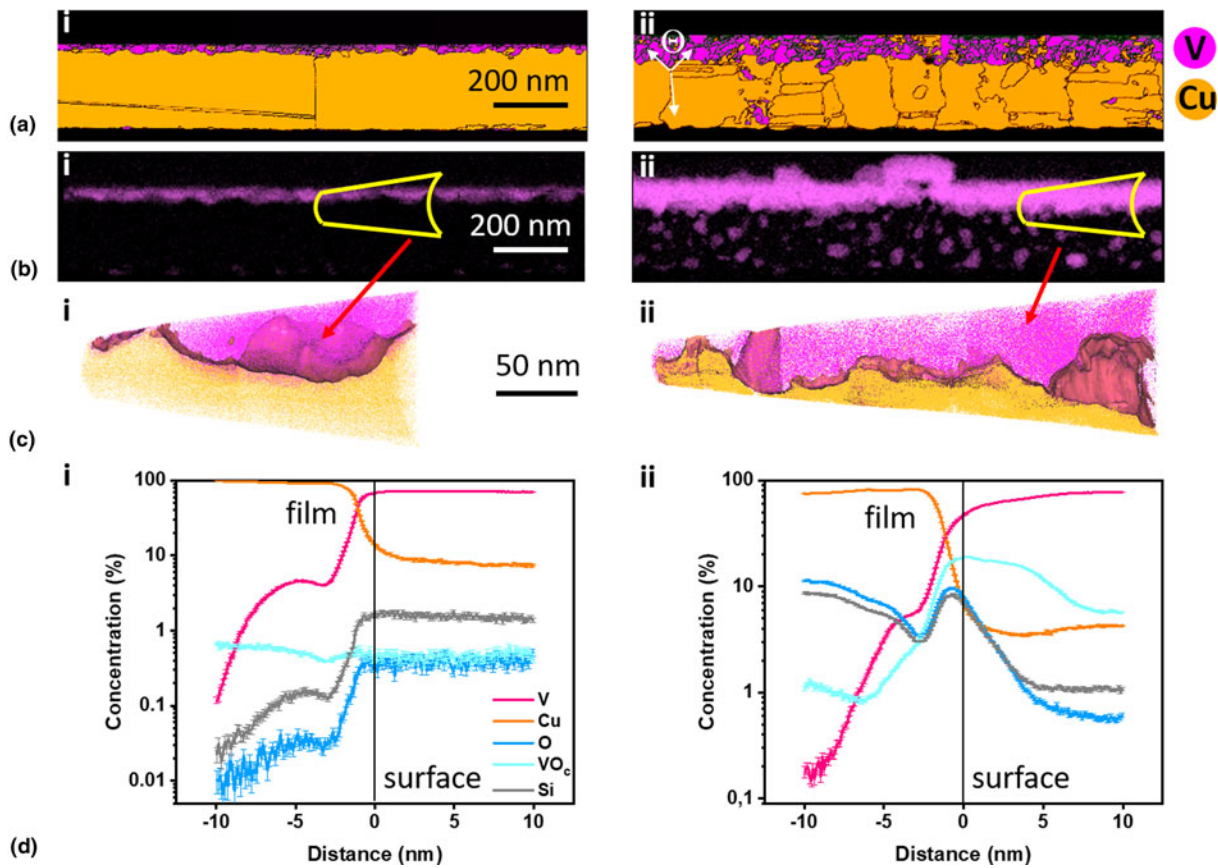 i
ii
Θ
V
200 nm
Cu
(a)
i
ii
200 nm
(b)
i
ii
50 nm
(c)
i
ii
100
10
1
0.1
0.01
Concentration (%)
film
surface
V
Cu
O
VOc
Si
-10 -5 0 5 10
Distance (nm)
100
10
1
0,1
Concentration (%)
film
surface
-10 -5 0 5 10
Distance (nm)
(d)